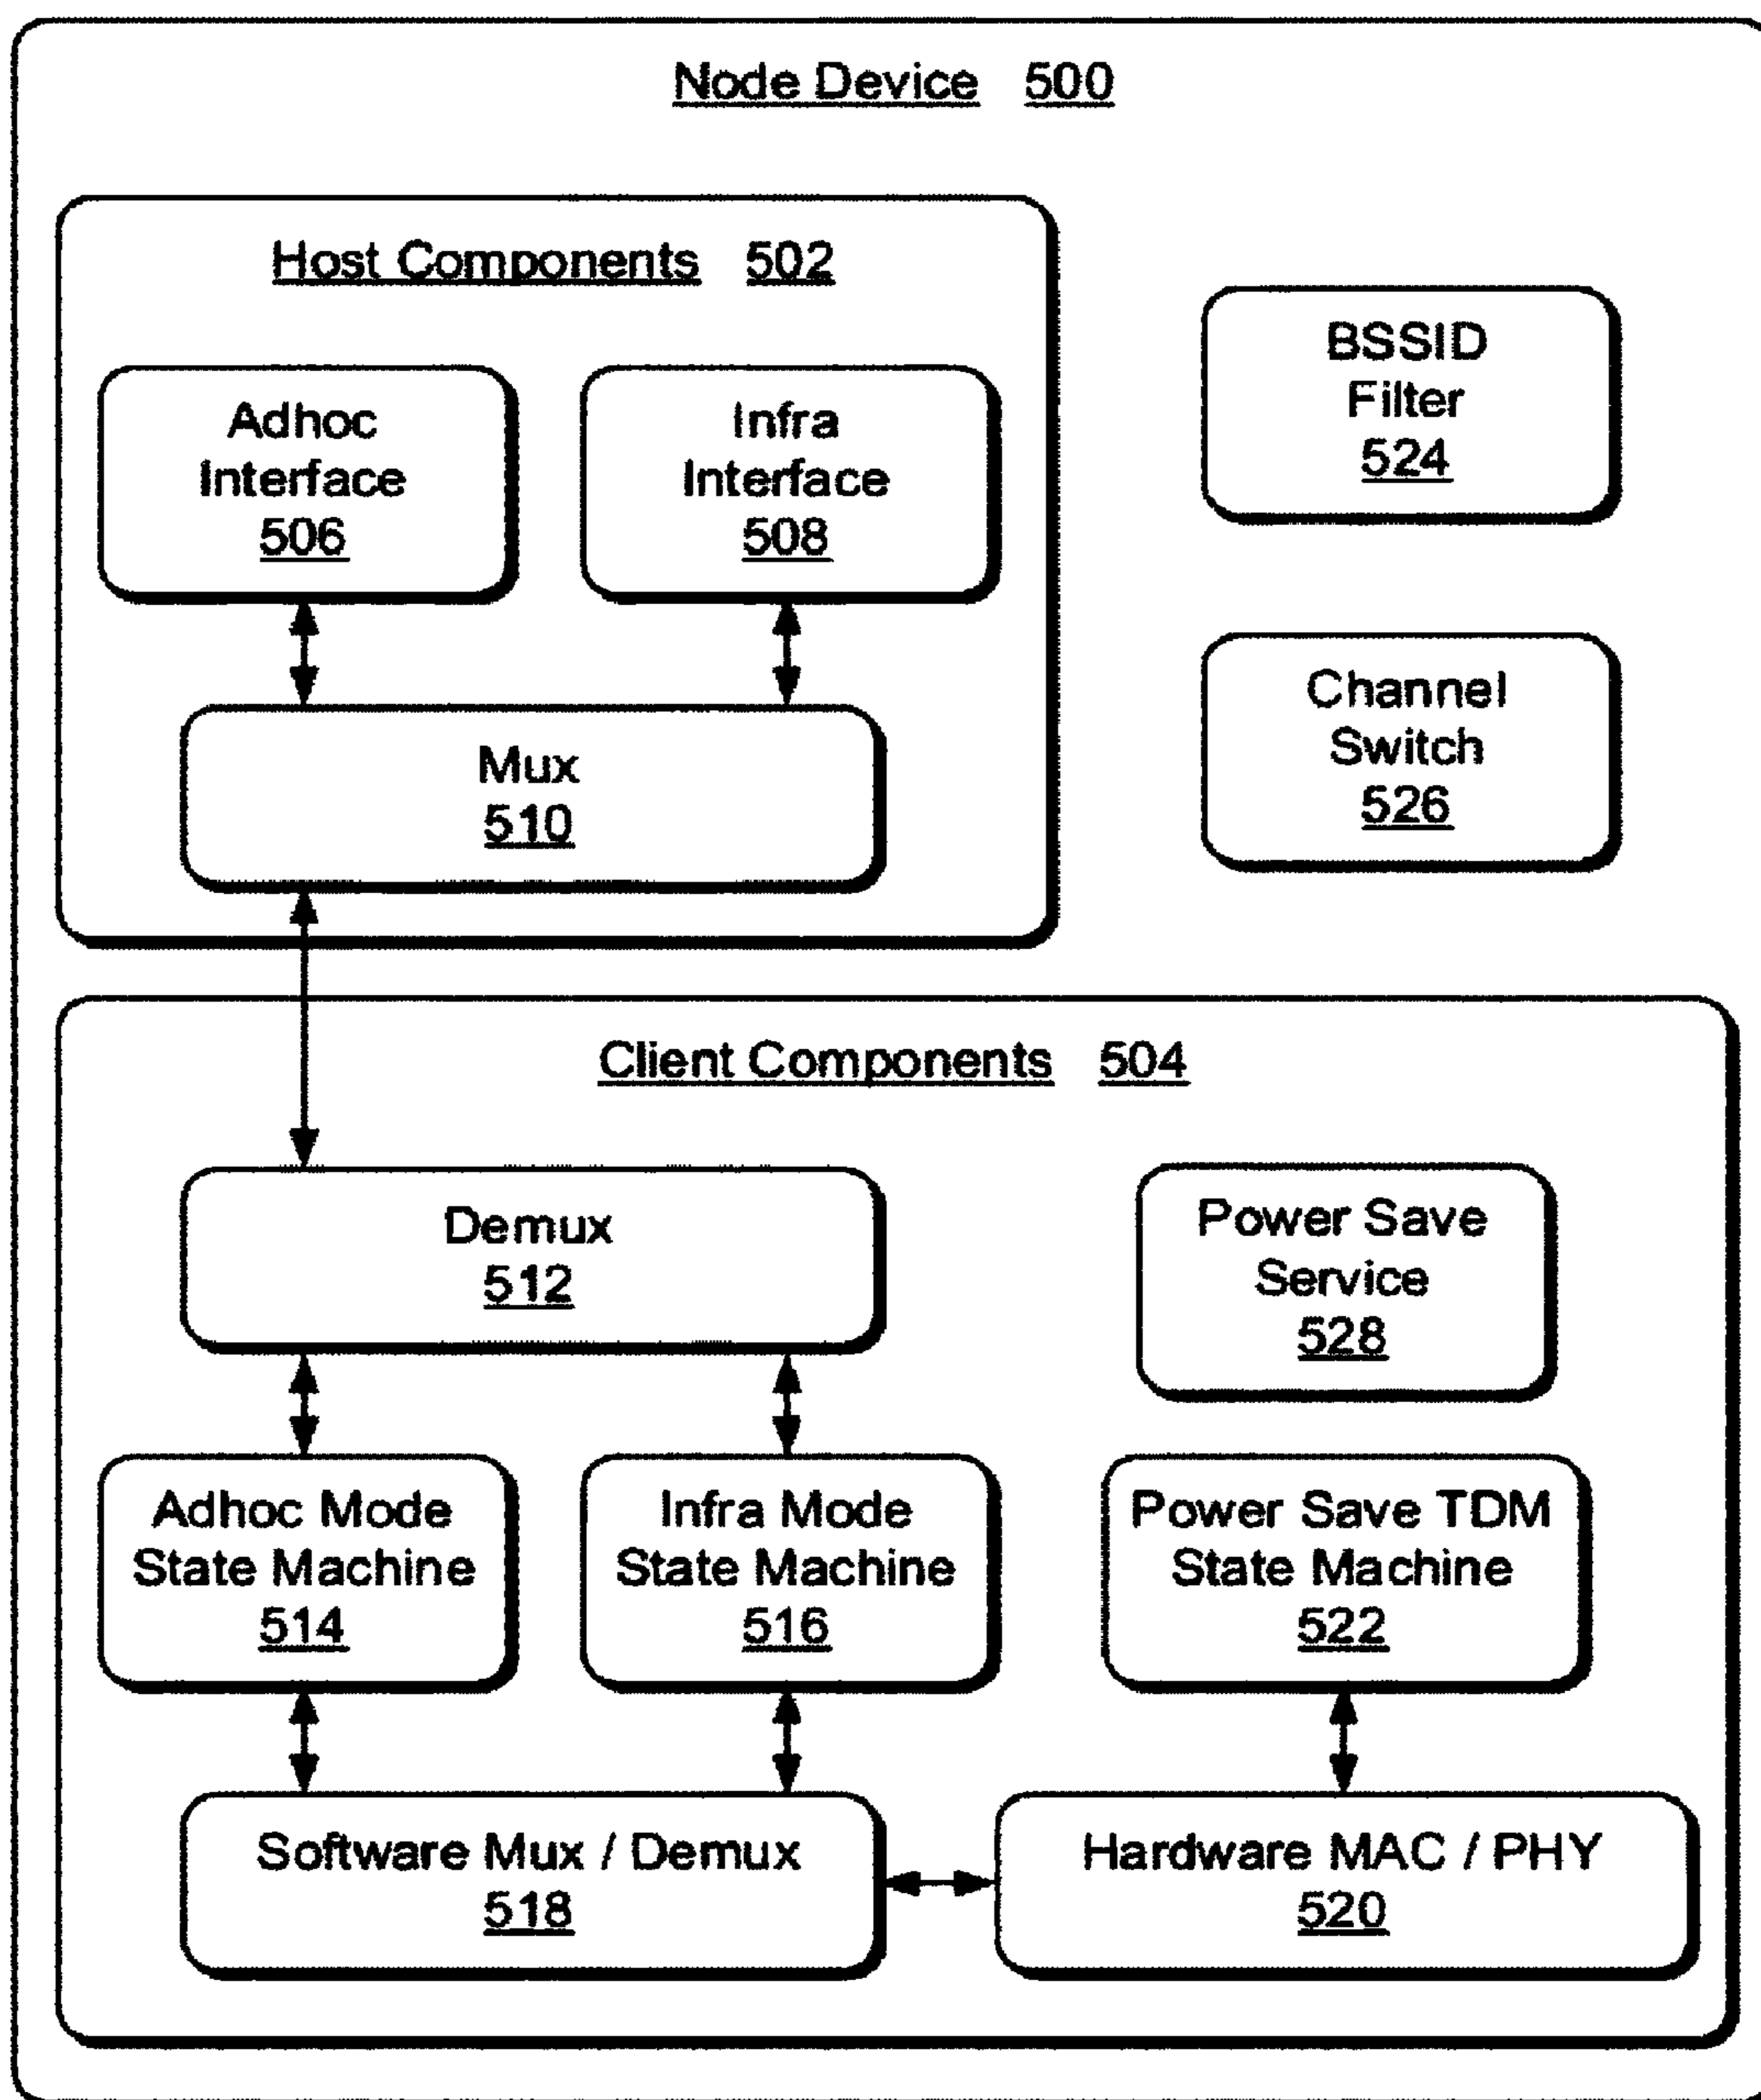 Node Device 500
Host Components 502
Adhoc
Interface
506
Infra
Interface
508
Mux
510
BSSID
Filter
524
Channel
Switch
526
Client Components 504
Demux
512
Power Save
Service
528
Adhoc Mode
State Machine
514
Infra Mode
State Machine
516
Power Save TDM
State Machine
522
Software Mux / Demux
518
Hardware MAC / PHY
520